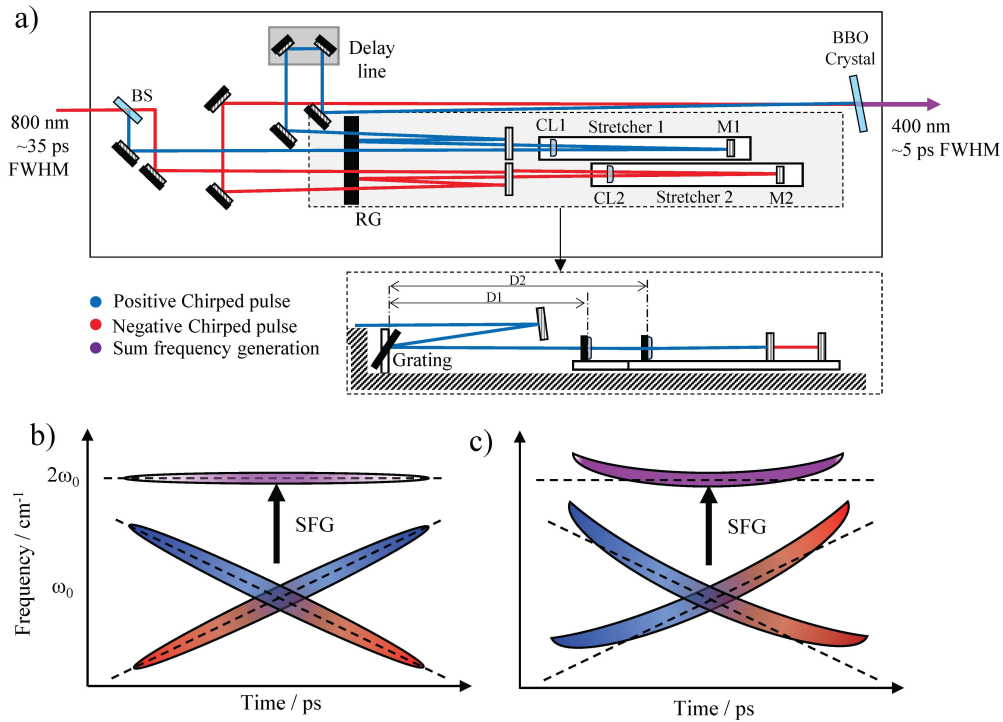 a)
Delay
line
BBO
Crystal
BS
800 nm
~35 ps
FWHM
CL1
Stretcher 1
M1
400 nm
~5 ps FWHM
CL2
Stretcher 2
M2
RG
D2
D1
Positive Chirped pulse
Negative Chirped pulse
Sum frequency generation
Grating
b)
2ω₀
SFG
ω₀
Frequency / cm⁻¹
Time / ps
c)
SFG
Time / ps